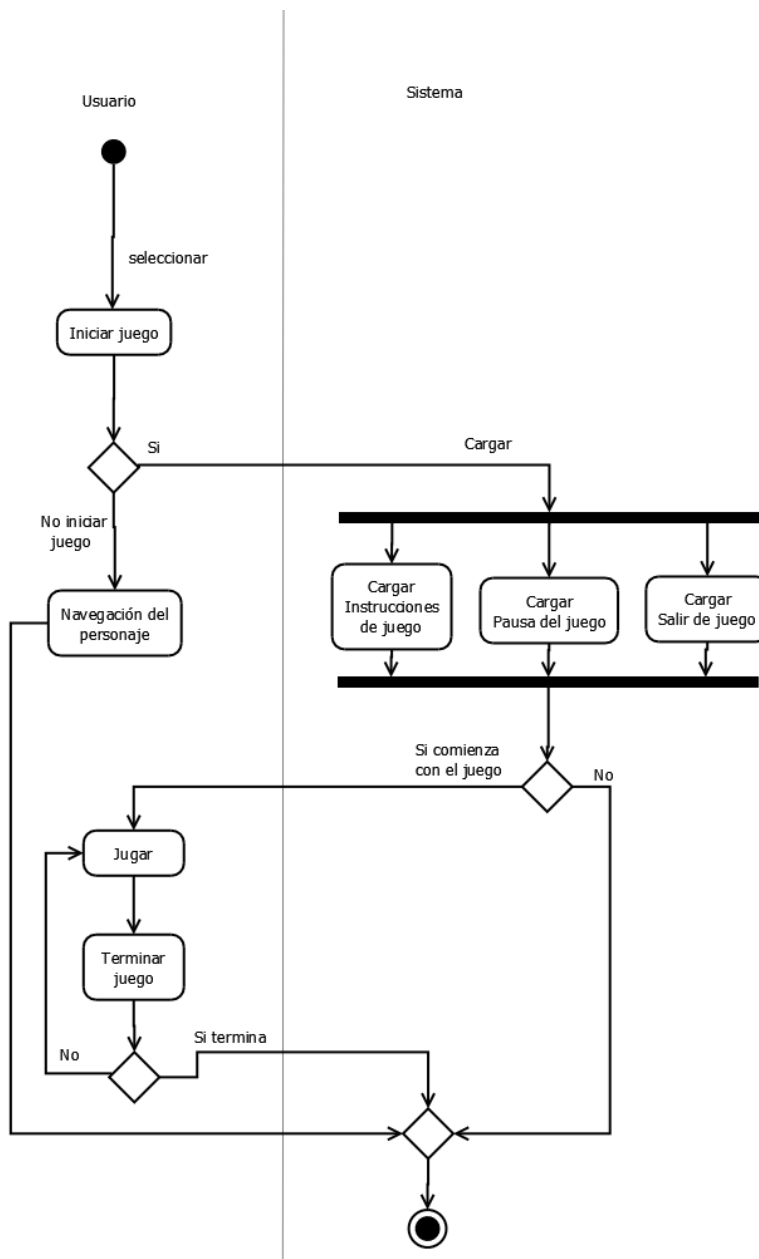 Usuario
Sistema
seleccionar
Iniciar juego
Si
Cargar
No iniciar
juego
Navegación del
personaje
Cargar
Instrucciones
de juego
Cargar
Pausa del juego
Cargar
Salir de juego
Si comienza
con el juego
No
Jugar
Terminar
juego
Si termina
No